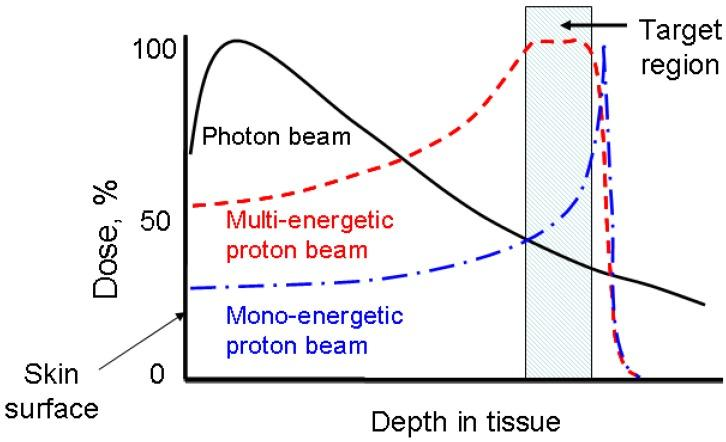 100
Target
region
Photon beam
Dose, %
50
Multi-energetic
proton beam
Mono-energetic
proton beam
0
Skin
surface
Depth in tissue